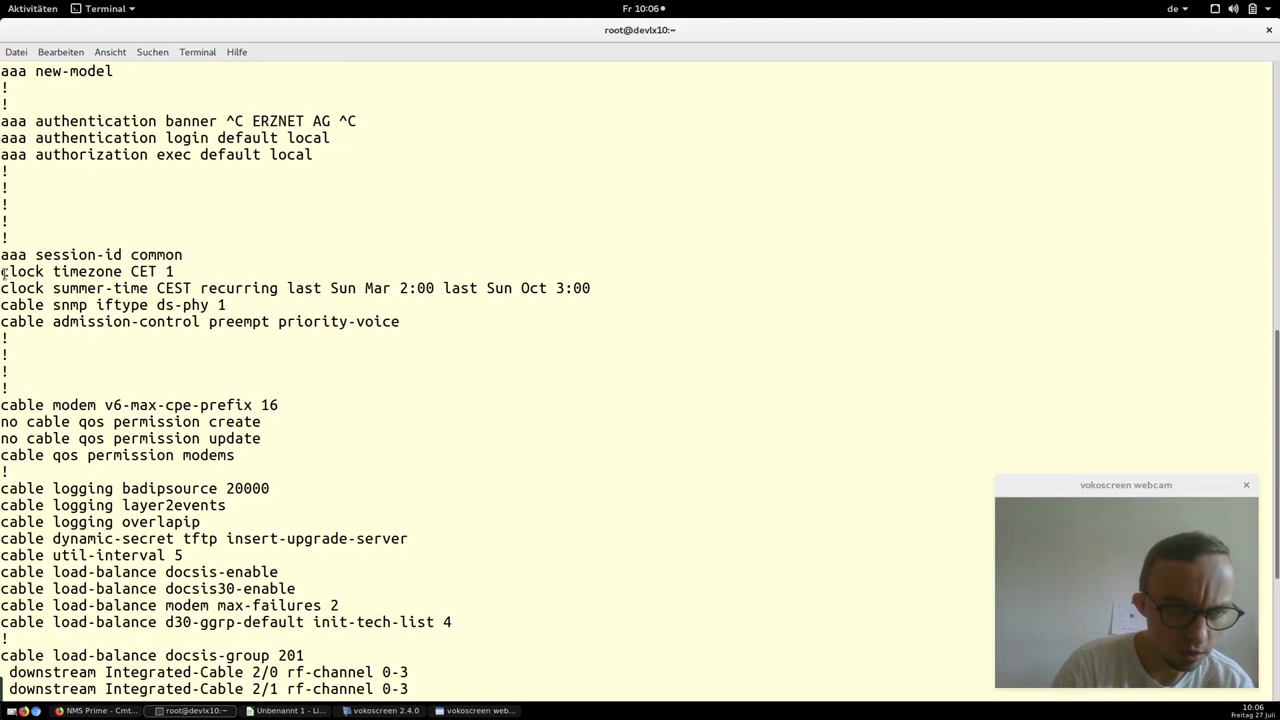 Aktivitäten
Terminal
Fr 10:06
de
root@devlx10:~
×
Datei Bearbeiten Ansicht Suchen Terminal Hilfe
aaa new-model
!
!
aaa authentication banner ^C ERZNET AG ^C
aaa authentication login default local
aaa authorization exec default local
!
!
!
!
!
aaa session-id common
clock timezone CET 1
clock summer-time CEST recurring last Sun Mar 2:00 last Sun Oct 3:00
cable snmp iftype ds-phy 1
cable admission-control preempt priority-voice
!
!
!
!
cable modem v6-max-cpe-prefix 16
no cable qos permission create
no cable qos permission update
cable qos permission modems
!
cable logging badipsource 20000
cable logging layer2events
cable logging overlapip
cable dynamic-secret tftp insert-upgrade-server
cable util-interval 5
cable load-balance docsis-enable
cable load-balance docsis30-enable
cable load-balance modem max-failures 2
cable load-balance d30-ggrp-default init-tech-list 4
!
cable load-balance docsis-group 201
downstream Integrated-Cable 2/0 rf-channel 0-3
downstream Integrated-Cable 2/1 rf-channel 0-3
vokoscreen webcam ×
NMS Prime - Cmt...
root@devlx10:~
Unbenannt 1 - Li...
vokoscreen 2.4.0
vokoscreen web...
10:06
Freitag 27 Juli